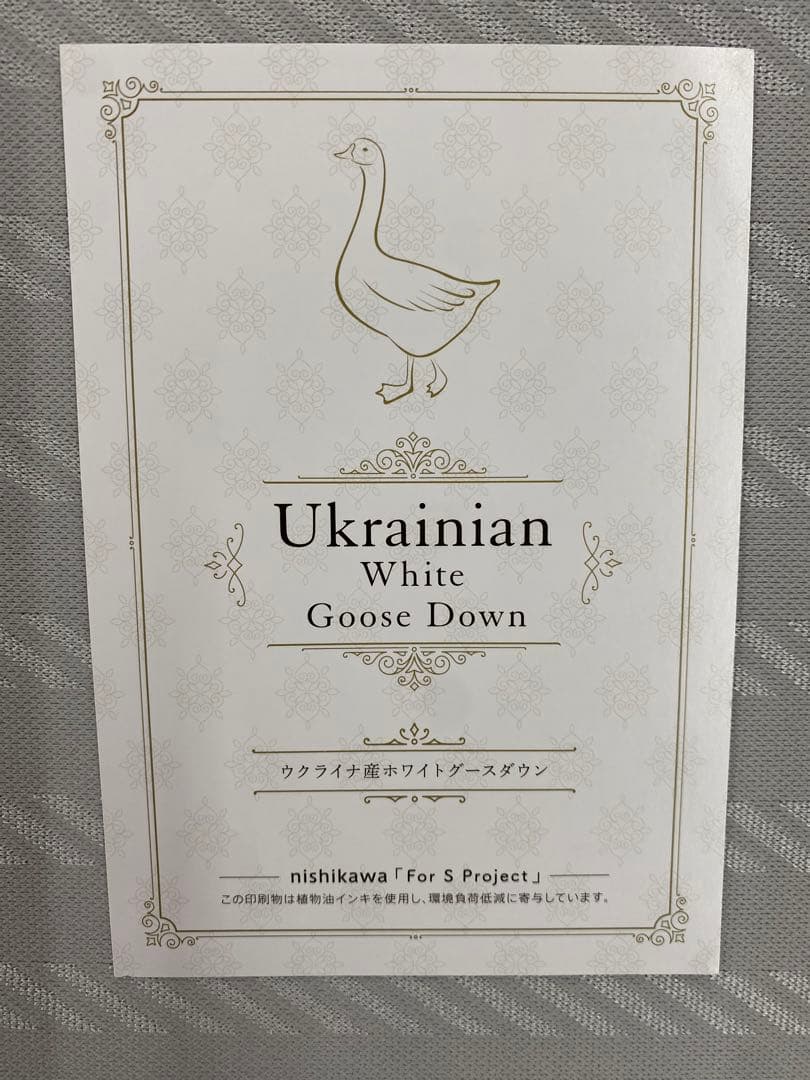 Ukrainian
White
Goose Down
ウクライナ産ホワイトグースダウン
nishikawa「For S Project」
この印刷物は植物油インキを使用し、環境負荷低減に寄与しています。